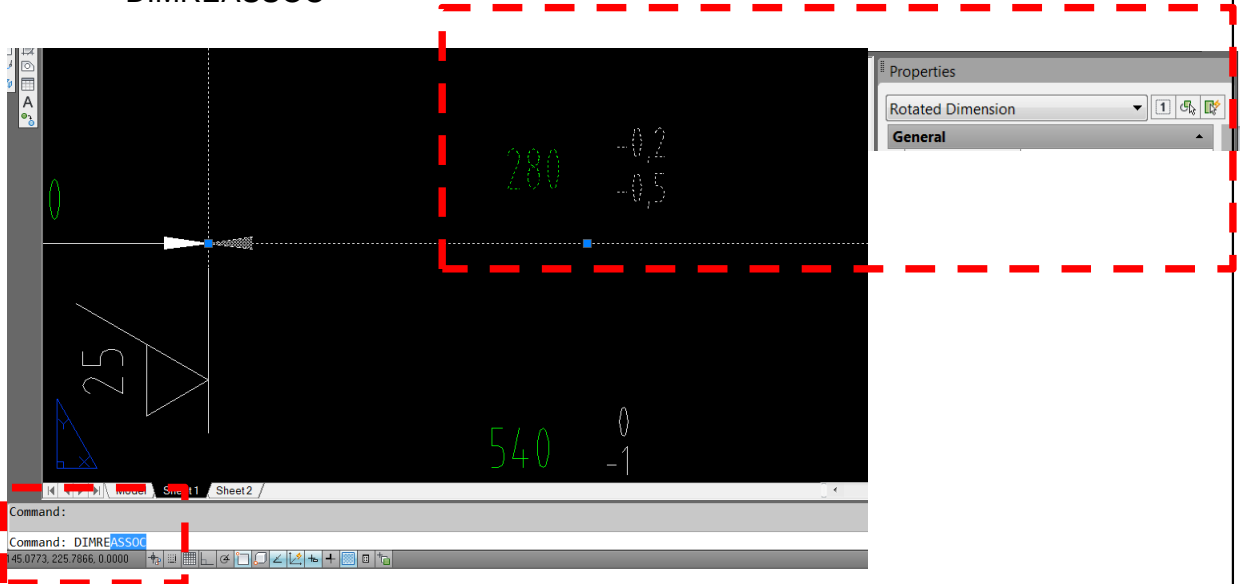 DIMREASSOC
Properties
Rotated Dimension
1
General
A
280
-0,2
-0,5
0
25
540
0
-1
Y
X
Model
Sheet1
Sheet2
Command:
Command: DIMREASSOC
45.0773, 225.7866, 0.0000